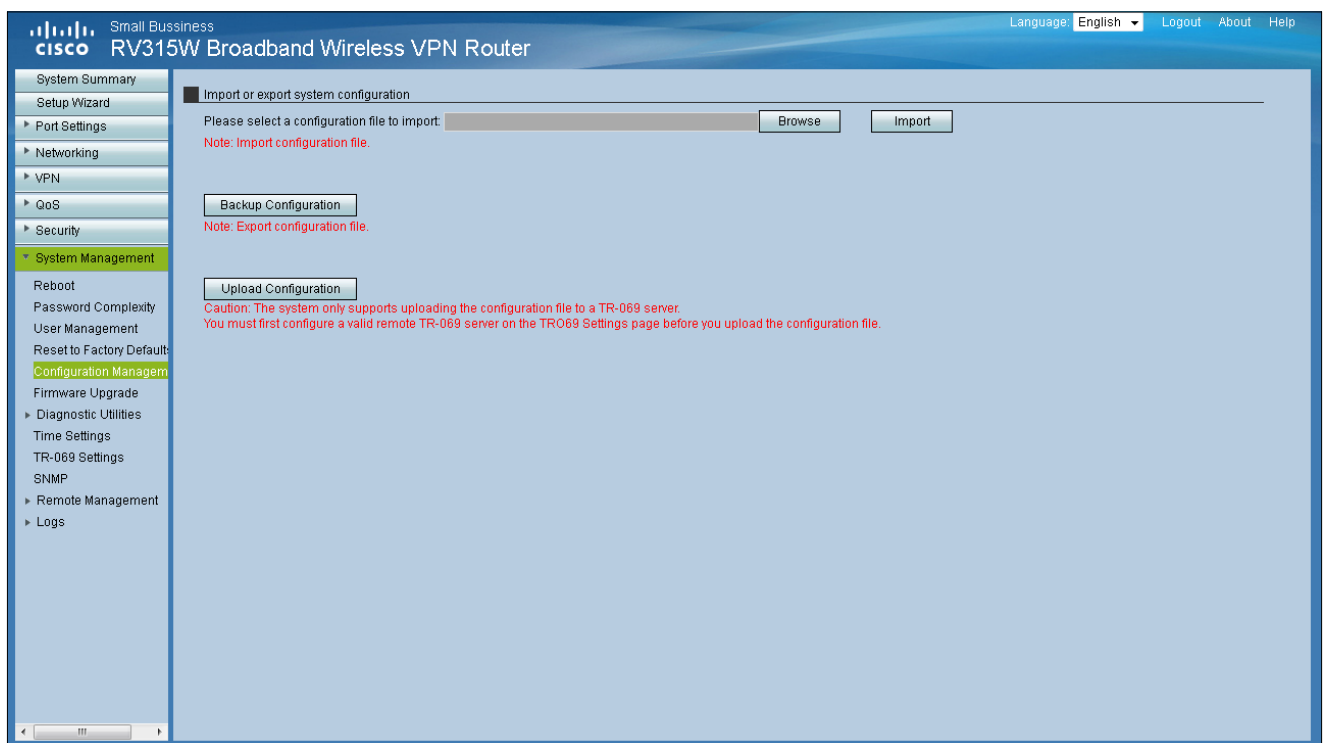 Small Bussiness
Language: English Logout About Help
CISCO RV315W Broadband Wireless VPN Router
System Summary
Setup Wizard
Port Settings
Networking
VPN
QoS
Security
System Management
Reboot
Password Complexity
User Management
Reset to Factory Default
Configuration Managem
Firmware Upgrade
Diagnostic Utilities
Time Settings
TR-069 Settings
SNMP
Remote Management
Logs
Import or export system configuration
Please select a configuration file to import: Browse Import
Note: Import configuration file.
Backup Configuration
Note: Export configuration file.
Upload Configuration
Caution: The system only supports uploading the configuration file to a TR-069 server.
You must first configure a valid remote TR-069 server on the TRO69 Settings page before you upload the configuration file.